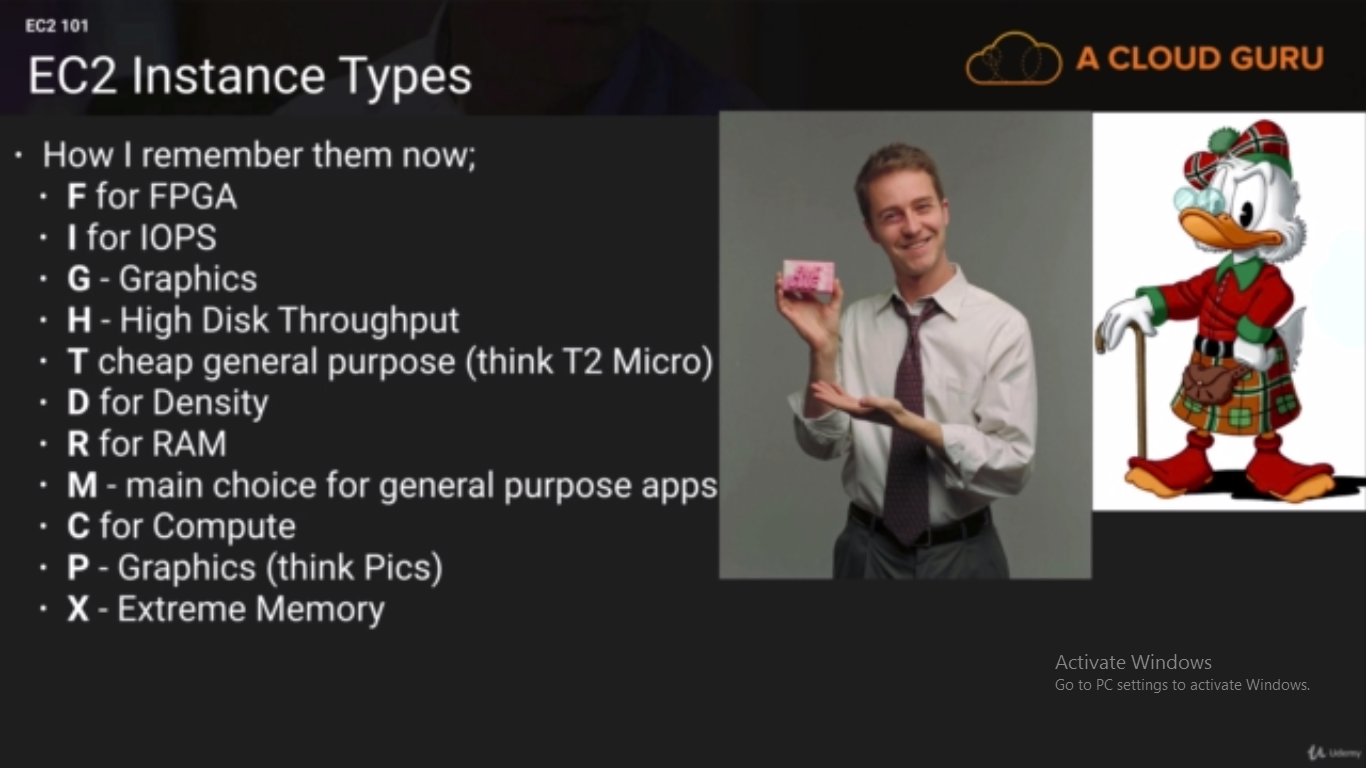 EC2 101
EC2 Instance Types
A CLOUD GURU
• How I remember them now;
• F for FPGA
• I for IOPS
• G - Graphics
• H - High Disk Throughput
• T cheap general purpose (think T2 Micro)
• D for Density
• R for RAM
• M - main choice for general purpose apps
• C for Compute
• P - Graphics (think Pics)
• X - Extreme Memory
Activate Windows
Go to PC settings to activate Windows.
Udemy